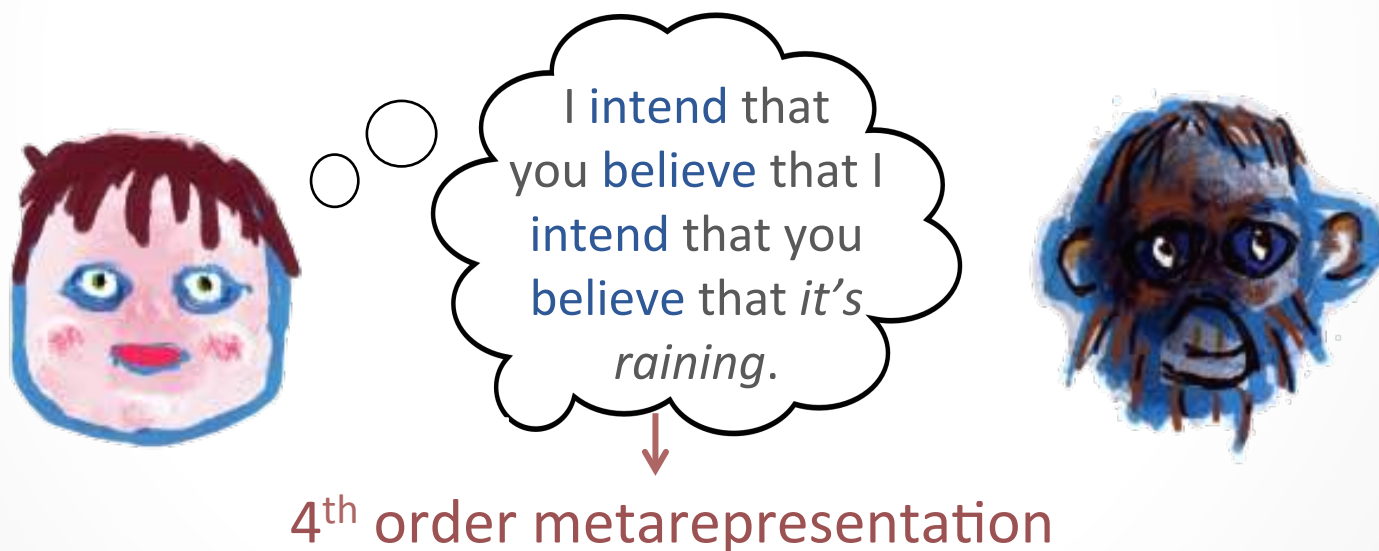 I intend that
you believe that I
intend that you
believe that it's
raining.
4th order metarepresentation